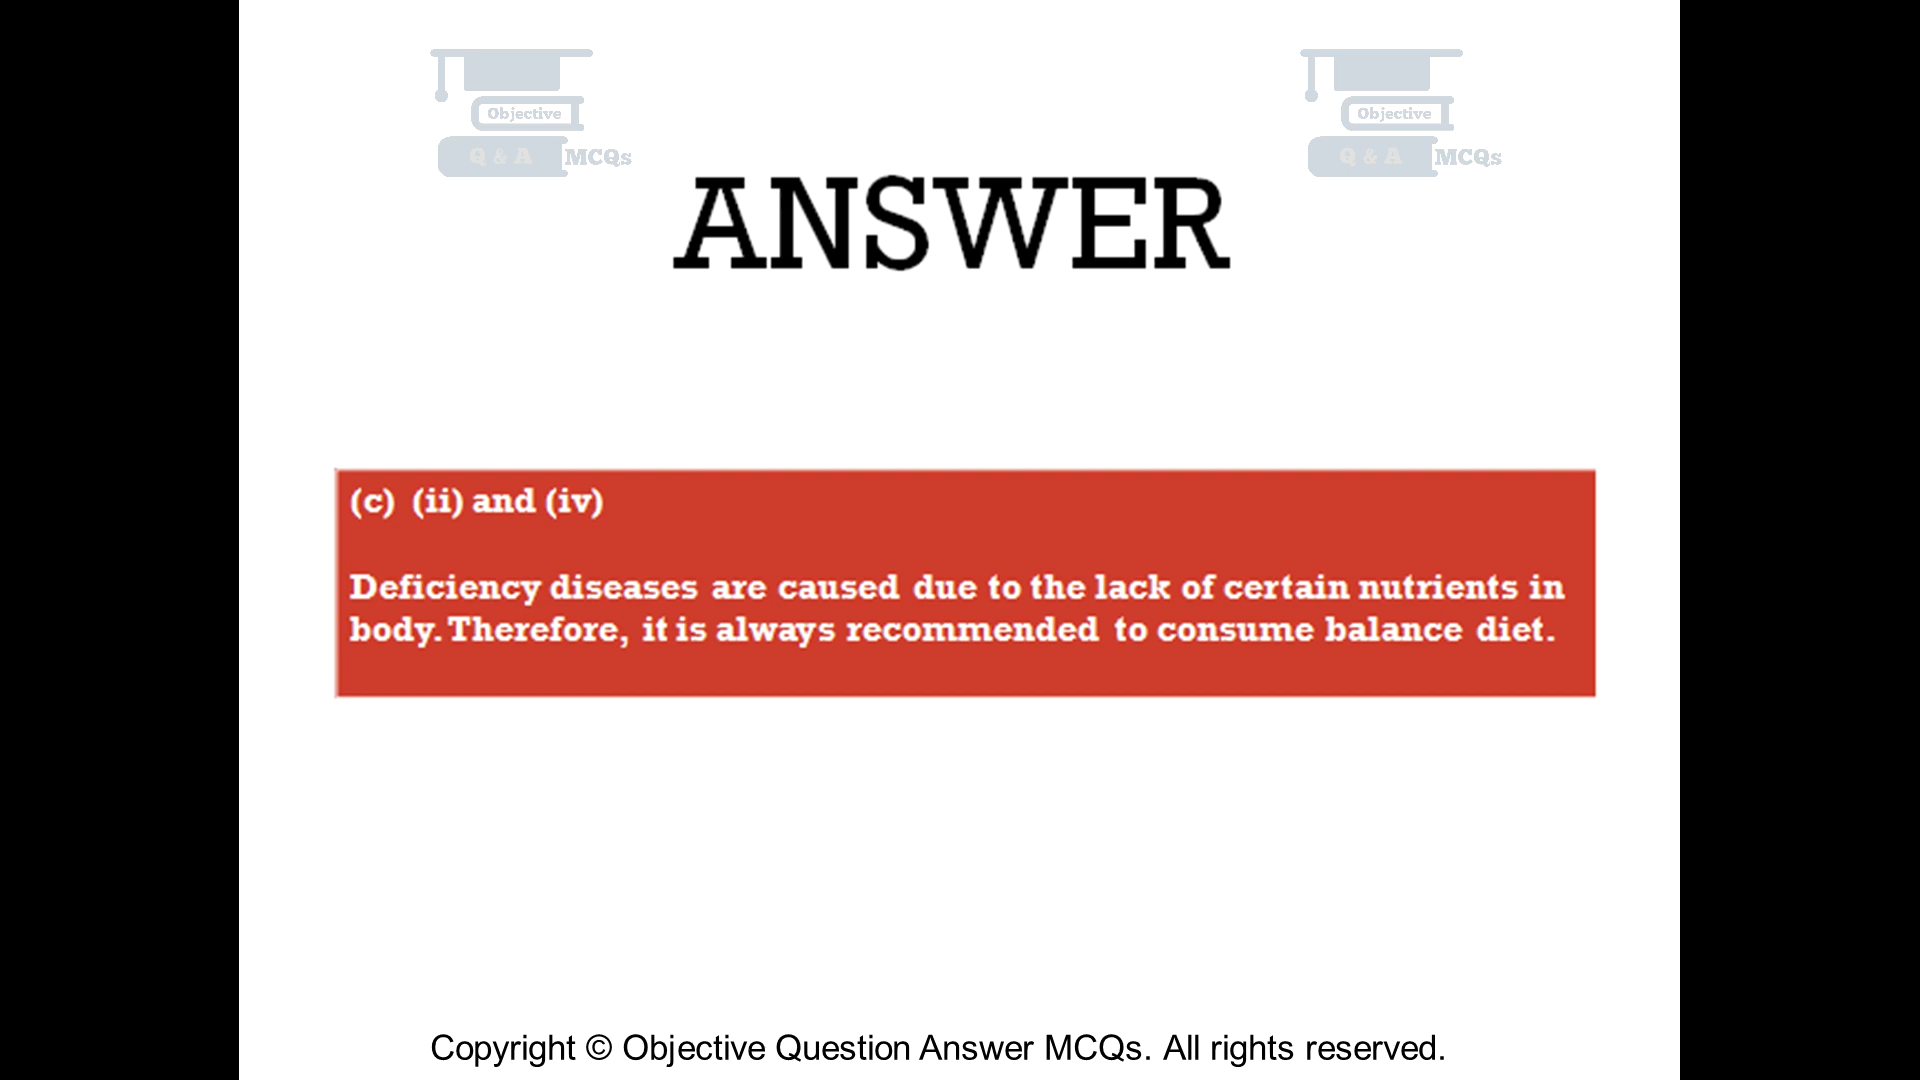 Objective
Q & A MCQs
Objective
Q & A MCQs
ANSWER
(c) (ii) and (iv)
Deficiency diseases are caused due to the lack of certain nutrients in
body. Therefore, it is always recommended to consume balance diet.
Copyright © Objective Question Answer MCQs. All rights reserved.